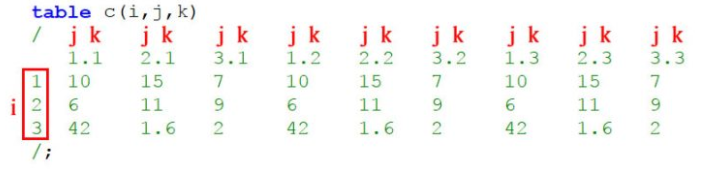 table c(i,j,k)
/ j k j k j k j k j k j k j k j k j k
1.1 2.1 3.1 1.2 2.2 3.2 1.3 2.3 3.3
1 10 15 7 10 15 7 10 15 7
i 2 6 11 9 6 11 9 6 11 9
3 42 1.6 2 42 1.6 2 42 1.6 2
/;